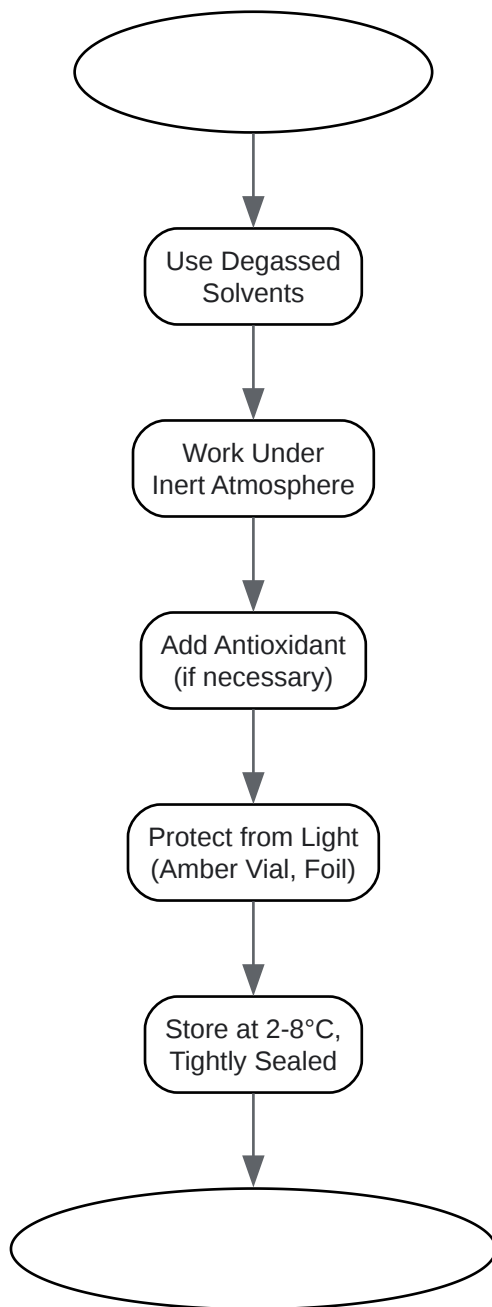 Use Degassed
Solvents
Work Under
Inert Atmosphere
Add Antioxidant
(if necessary)
Protect from Light
(Amber Vial, Foil)
Store at 2-8°C,
Tightly Sealed